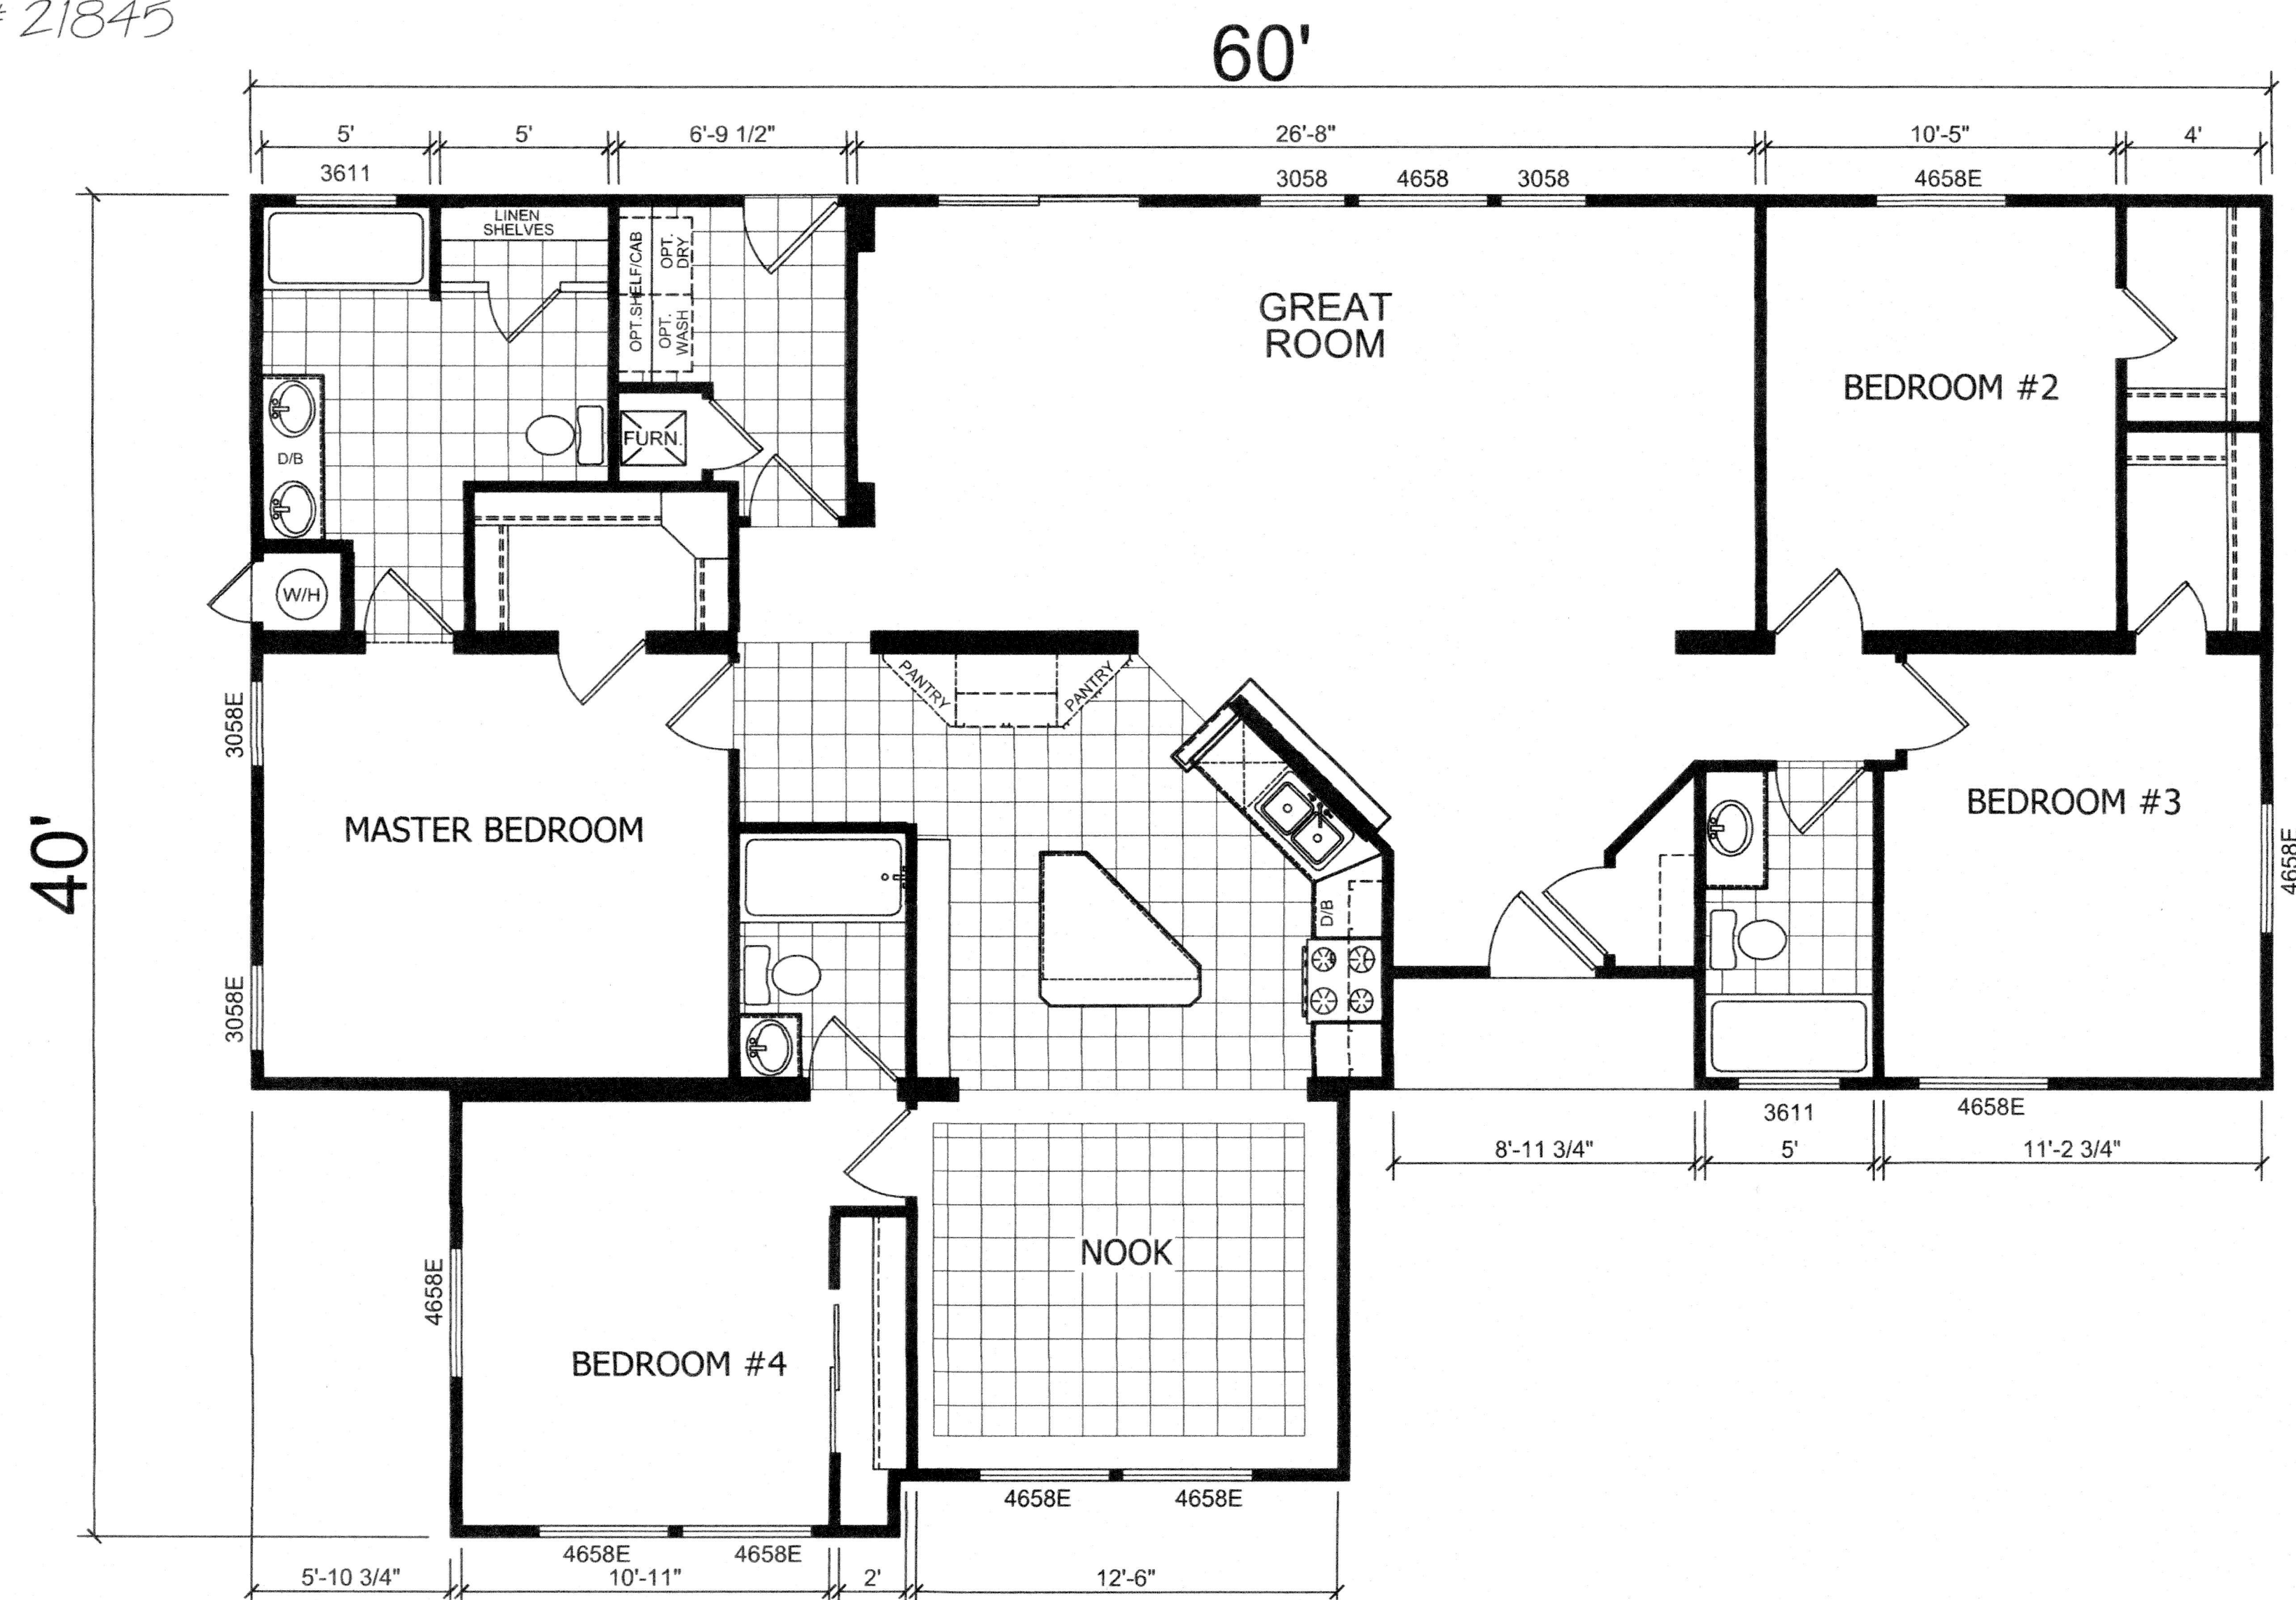 # 21845
60'
5'
5'
6'-9 1/2"
26'-8"
10'-5"
4'
3611
3058
4658
3058
4658E
LINEN
SHELVES
OPT.SHELF/CAB
OPT.
DRY
OPT.
WASH
GREAT
ROOM
BEDROOM #2
FURN.
D/B
W/H
PANTRY
PANTRY
3058E
MASTER BEDROOM
BEDROOM #3
4658E
40'
D/B
3058E
3611
4658E
8'-11 3/4"
5'
11'-2 3/4"
NOOK
4658E
BEDROOM #4
4658E
4658E
4658E
4658E
5'-10 3/4"
10'-11"
2'
12'-6"